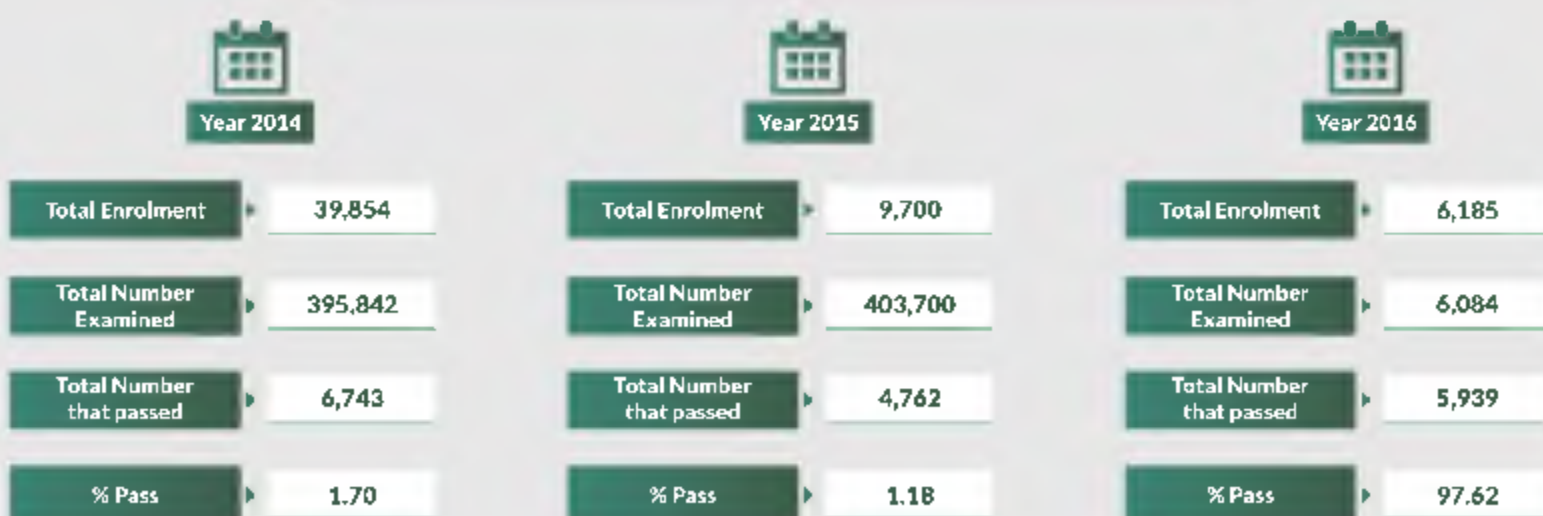 Year 2014
Total Enrolment 39,854
Total Number
Examined
395,842
Total Number
that passed
6,743
% Pass 1.70
Year 2015
Total Enrolment 9,700
Total Number
Examined
403,700
Total Number
that passed
4,762
% Pass 1.18
Year 2016
Total Enrolment 6,185
Total Number
Examined
6,084
Total Number
that passed
5,939
% Pass 97.62